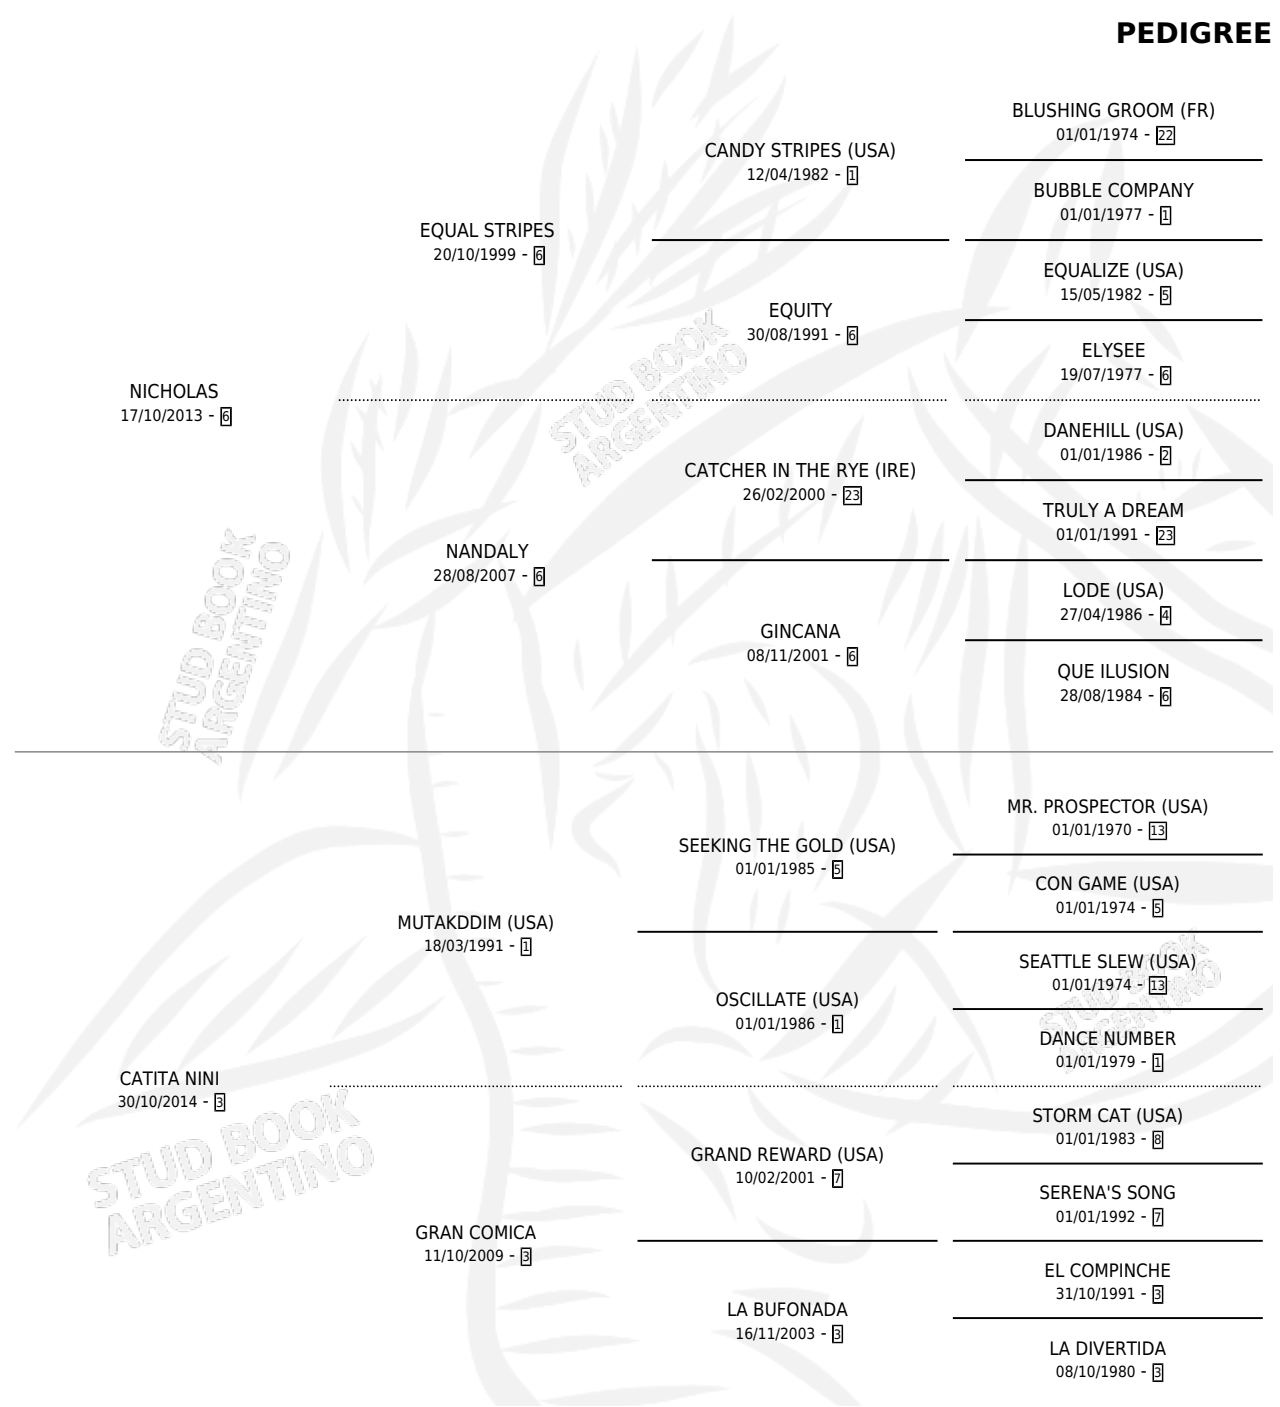 PEDIGREE
BLUSHING GROOM (FR)
01/01/1974 - 22
CANDY STRIPES (USA)
12/04/1982 - 1
BUBBLE COMPANY
01/01/1977 - 1
EQUAL STRIPES
20/10/1999 - 6
EQUALIZE (USA)
15/05/1982 - 5
EQUITY
30/08/1991 - 6
ELYSEE
19/07/1977 - 6
NICHOLAS
17/10/2013 - 6
DANEHILL (USA)
01/01/1986 - 2
CATCHER IN THE RYE (IRE)
26/02/2000 - 23
TRULY A DREAM
01/01/1991 - 23
NANDALY
28/08/2007 - 6
LODE (USA)
27/04/1986 - 4
GINCANA
08/11/2001 - 6
QUE ILUSION
28/08/1984 - 6
MR. PROSPECTOR (USA)
01/01/1970 - 13
SEEKING THE GOLD (USA)
01/01/1985 - 5
CON GAME (USA)
01/01/1974 - 5
MUTAKDDIM (USA)
18/03/1991 - 1
SEATTLE SLEW (USA)
01/01/1974 - 13
OSCILLATE (USA)
01/01/1986 - 1
DANCE NUMBER
01/01/1979 - 1
CATITA NINI
30/10/2014 - 3
STORM CAT (USA)
01/01/1983 - 8
GRAND REWARD (USA)
10/02/2001 - 7
SERENA'S SONG
01/01/1992 - 7
GRAN COMICA
11/10/2009 - 3
EL COMPINCHE
31/10/1991 - 3
LA BUFONADA
16/11/2003 - 3
LA DIVERTIDA
08/10/1980 - 3
STUD BOOK
ARGENTINO
STUD BOOK
ARGENTINO
STUD BOOK
ARGENTINO
STUD BOOK
ARGENTINO